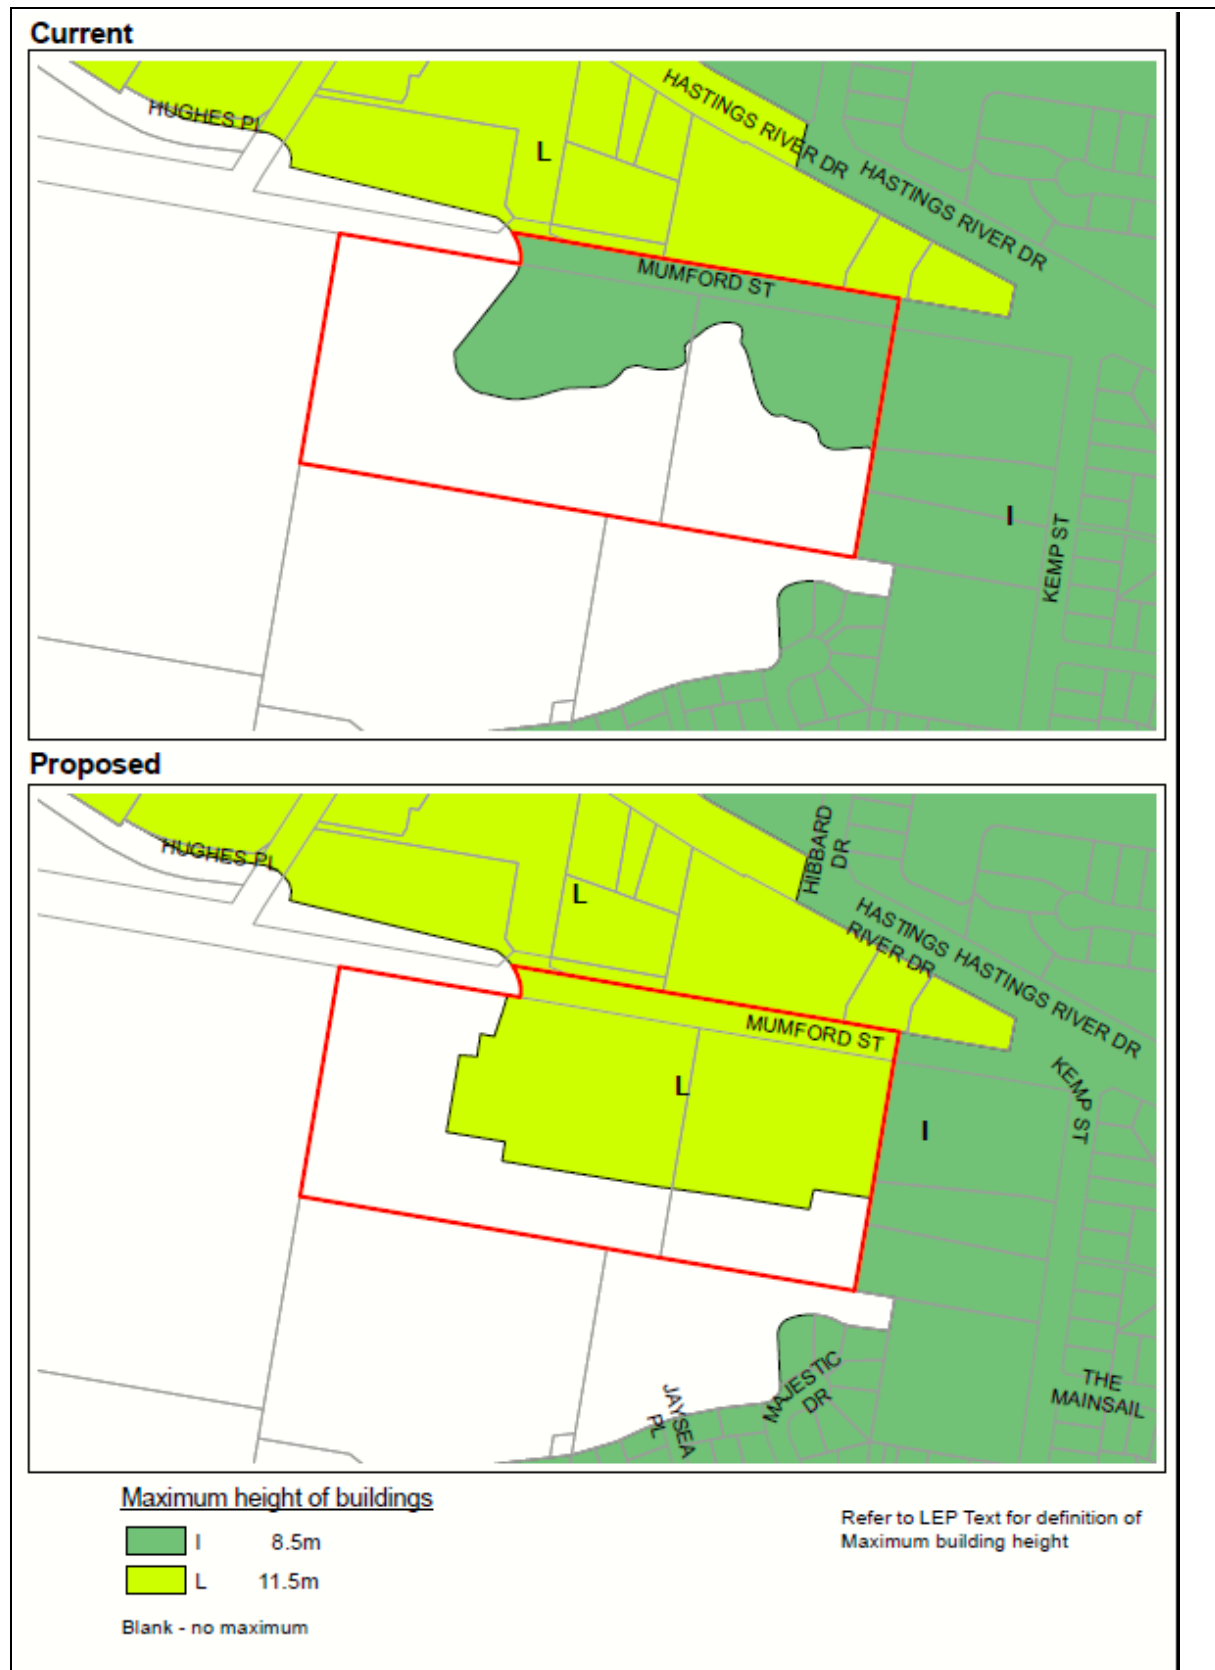 Current
HUGHES PL
HASTINGS RIVER DR
L
HASTINGS RIVER DR
MUMFORD ST
I
KEMP ST
Proposed
HUGHES PL
L
HIBBARD
DR
HASTINGS
RIVER DR
HASTINGS RIVER DR
MUMFORD ST
KEMP ST
L
I
MAJESTIC
DR
JAYSEA
PL
THE
MAINSAIL
Maximum height of buildings
I 8.5m
L 11.5m
Blank - no maximum
Refer to LEP Text for definition of
Maximum building height